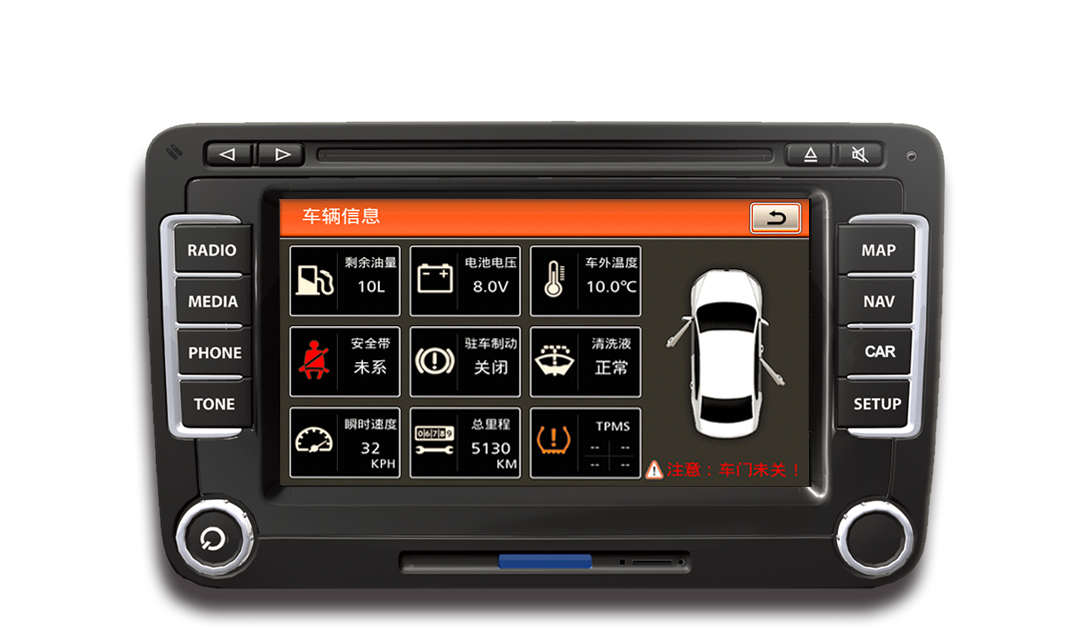 RADIO
MEDIA
PHONE
TONE
车辆信息
剩余油量
10L
电池电压
8.0V
车外温度
10.0℃
安全带
未系
驻车制动
关闭
清洗液
正常
瞬时速度
32
KPH
06789
总里程
5130
KM
TPMS
-- --
-- --
注意：车门未关！
MAP
NAV
CAR
SETUP